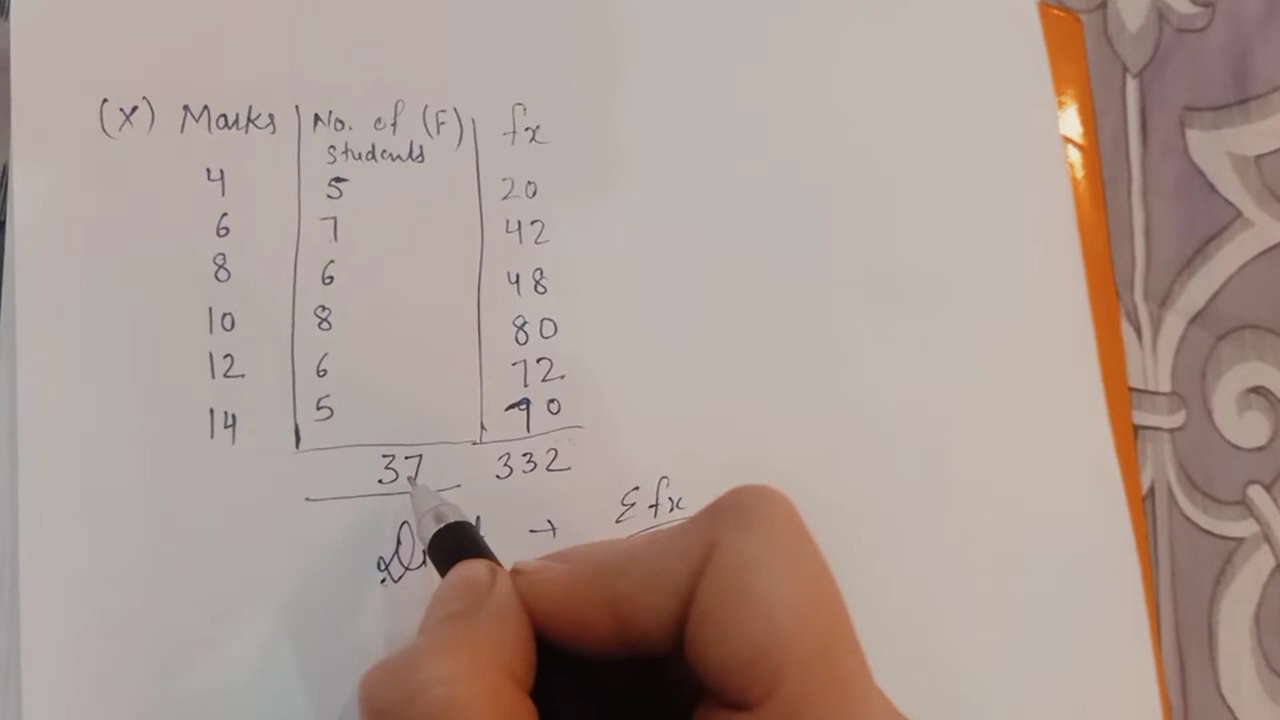 (X) Marks No. of (F) fx
students
4 5 20
6 7 42
8 6 48
10 8 80
12 6 72
14 5 90
37 332
→ Σfx